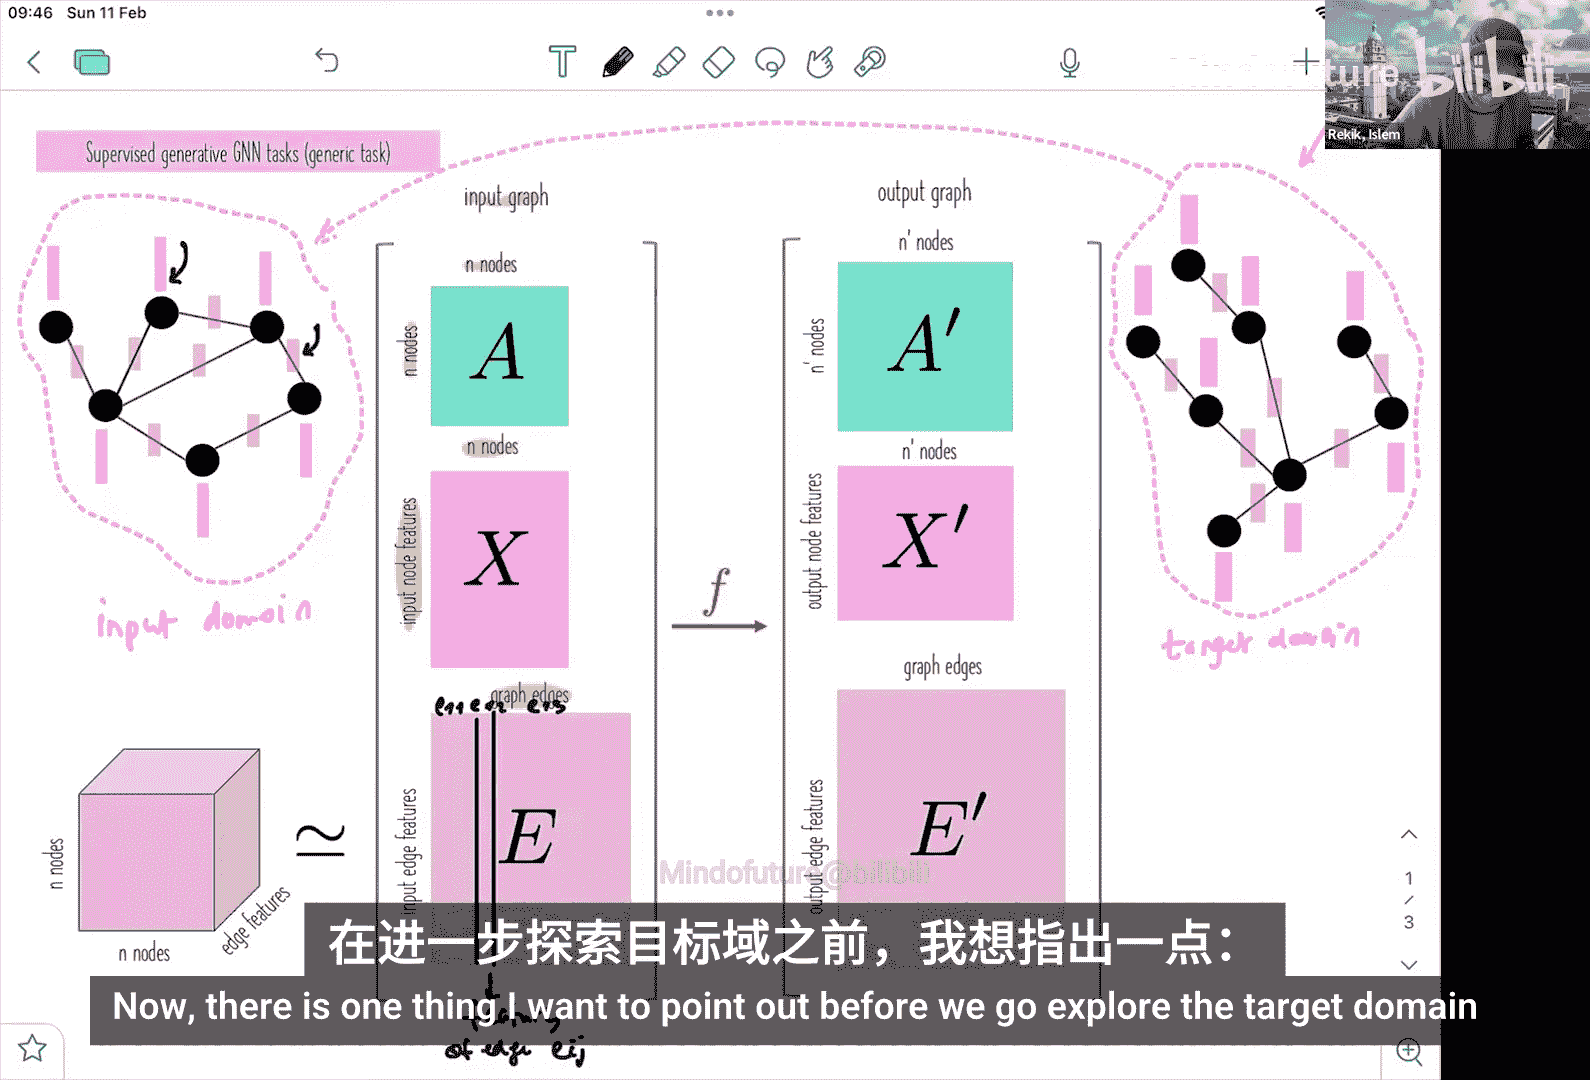 09:46 Sun 11 Feb
ture
bilibili
Rekik, Islem
Supervised generative GNN tasks (generic task)
input graph
output graph
n nodes
n' nodes
n nodes
A
n' nodes
A'
n nodes
n' nodes
input node features
X
output node features
X'
f
input domain
target domain
graph edges
graph edges
e11
e13
input edge features
E
output edge features
E'
n nodes
≃
edge features
n nodes
1
3
Mindofuture@bilibili
在进一步探索目标域之前，我想指出一点：
Now, there is one thing I want to point out before we go explore the target domain
of edge eij